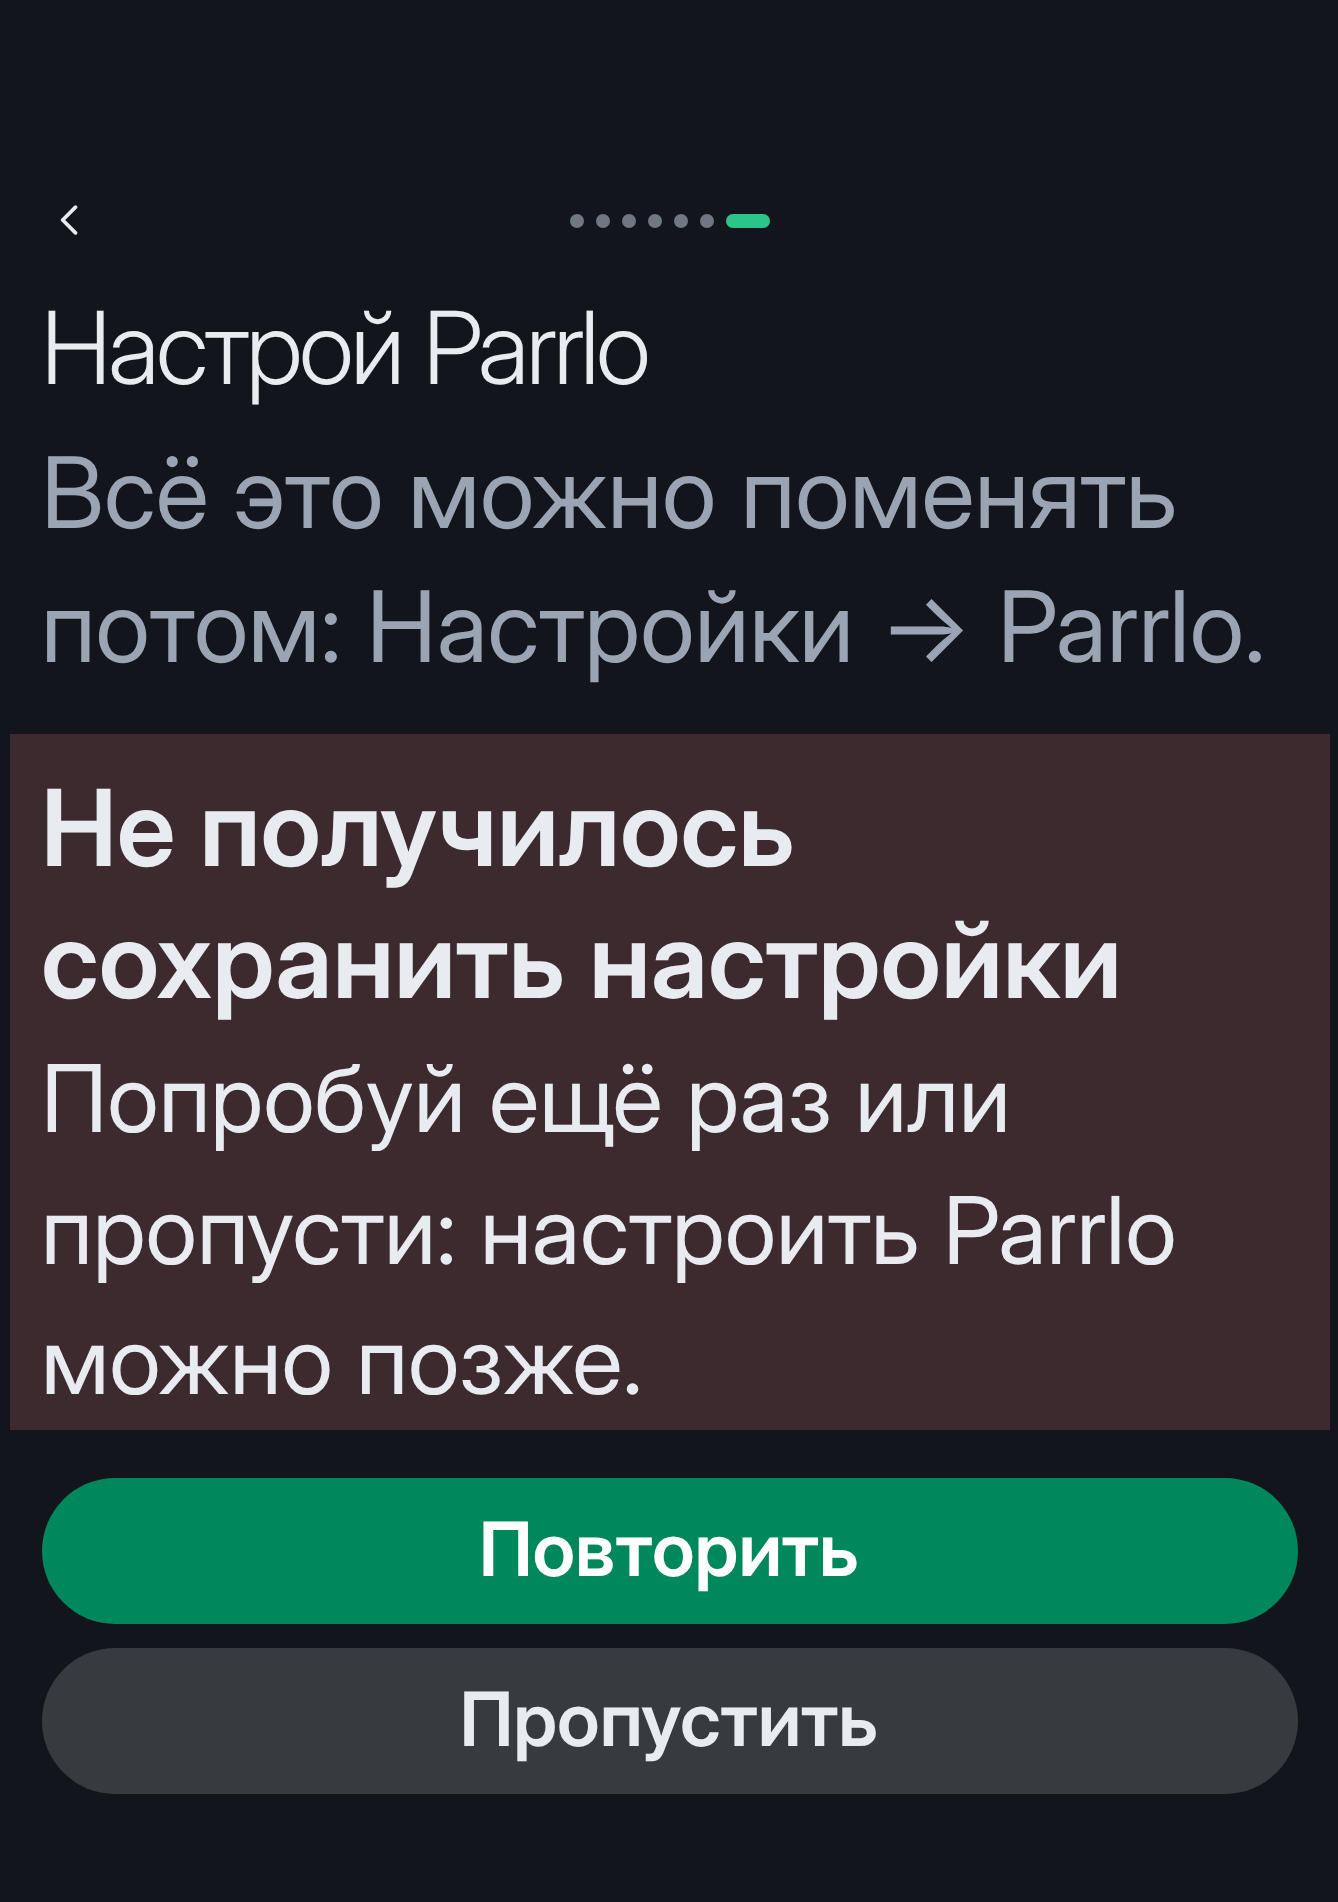 Настрой Parrlo
Всё это можно поменять
потом: Настройки → Parrlo.
Не получилось
сохранить настройки
Попробуй ещё раз или
пропусти: настроить Parrlo
можно позже.
Повторить
Пропустить